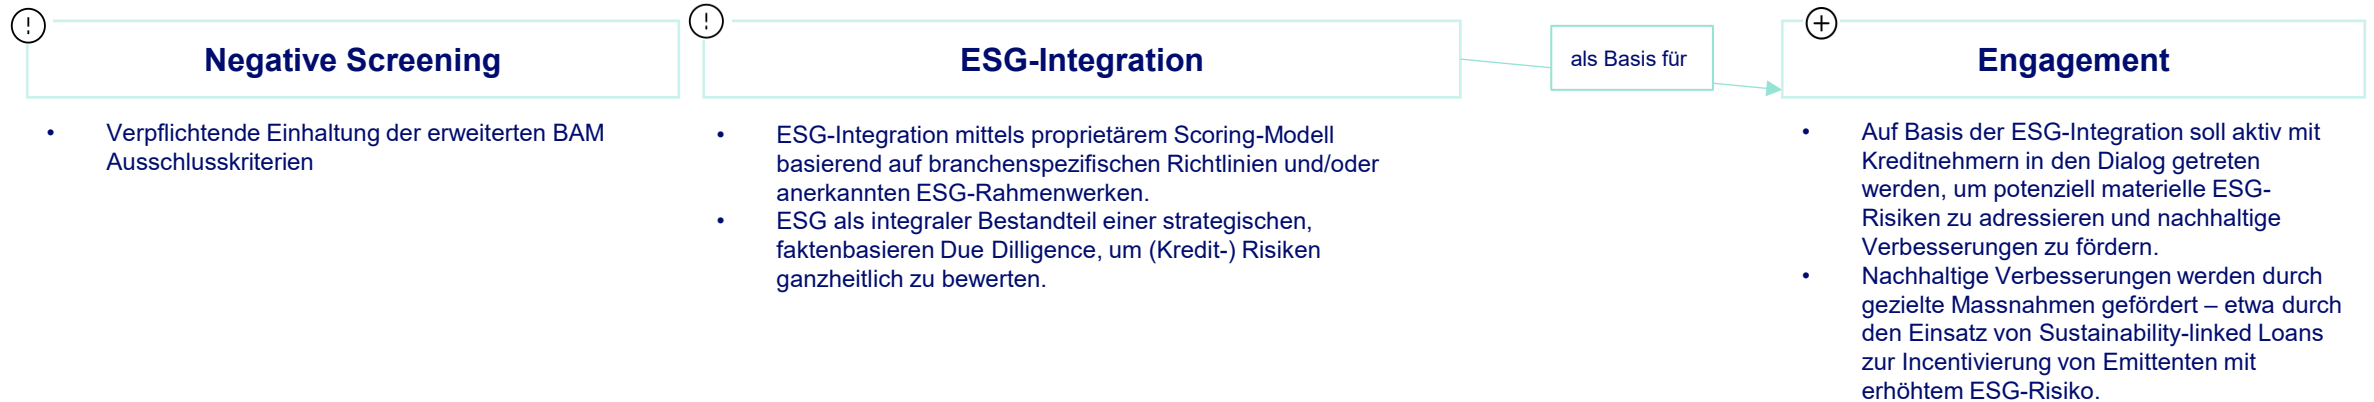 Negative Screening
• Verpflichtende Einhaltung der erweiterten BAM
Ausschlusskriterien
ESG-Integration
• ESG-Integration mittels proprietärem Scoring-Modell
basierend auf branchenspezifischen Richtlinien und/oder
anerkannten ESG-Rahmenwerken.
• ESG als integraler Bestandteil einer strategischen,
faktenbasieren Due Dilligence, um (Kredit-) Risiken
ganzheitlich zu bewerten.
als Basis für
Engagement
• Auf Basis der ESG-Integration soll aktiv mit
Kreditnehmern in den Dialog getreten
werden, um potenziell materielle ESG-
Risiken zu adressieren und nachhaltige
Verbesserungen zu fördern.
• Nachhaltige Verbesserungen werden durch
gezielte Massnahmen gefördert – etwa durch
den Einsatz von Sustainability-linked Loans
zur Incentivierung von Emittenten mit
erhöhtem ESG-Risiko.